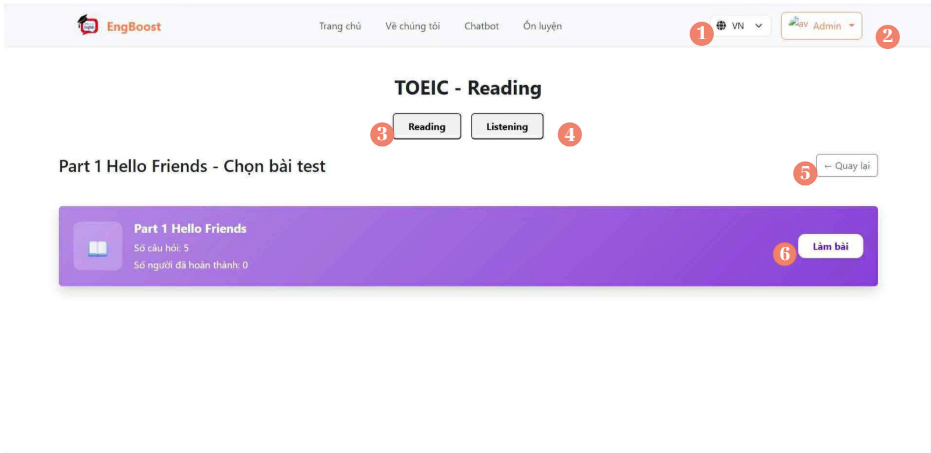 EngBoost Trang chủ Về chúng tôi Chatbot Ôn luyện 1 VN av Admin 2
TOEIC - Reading
3 Reading Listening 4
Part 1 Hello Friends - Chọn bài test 5 ← Quay lại
Part 1 Hello Friends
Số câu hỏi: 5
Số người đã hoàn thành: 0
6 Làm bài